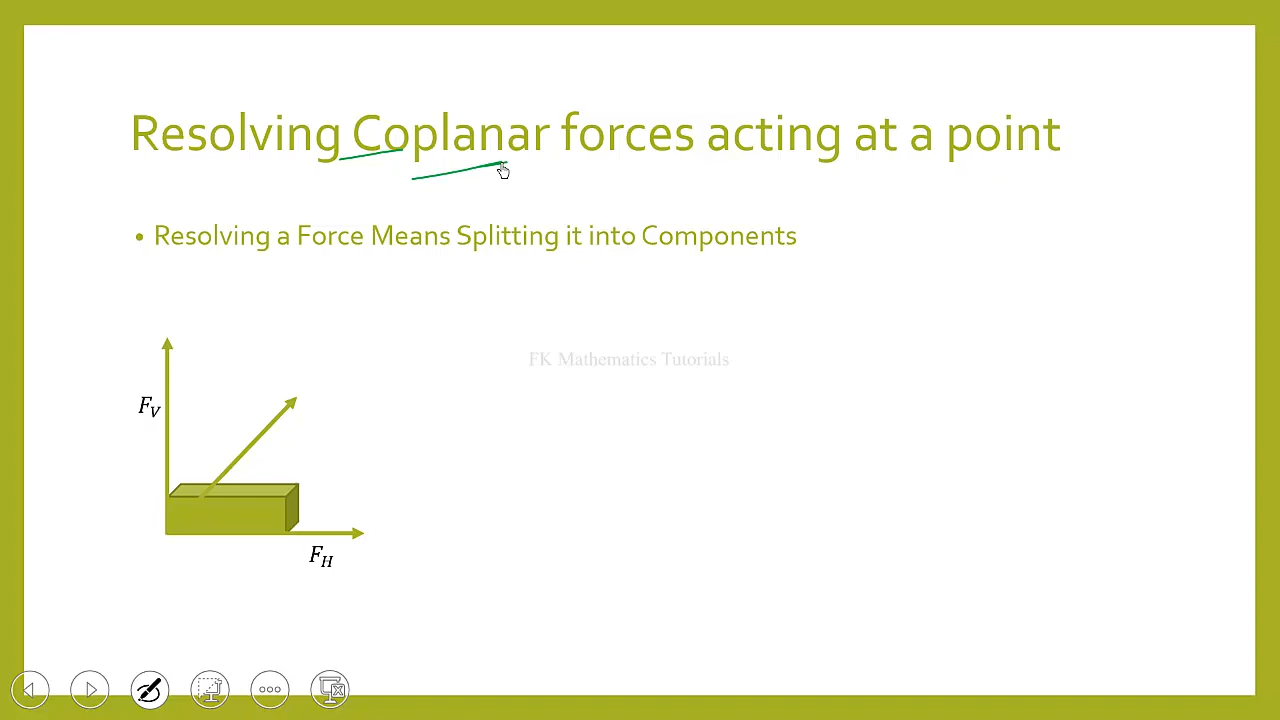 Resolving Coplanar forces acting at a point
• Resolving a Force Means Splitting it into Components
FK Mathematics Tutorials
F_V
F_H